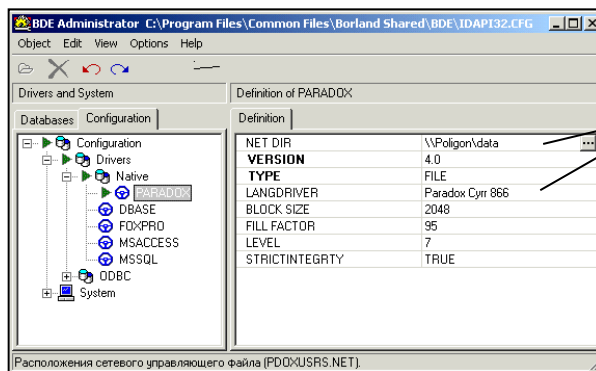 BDE Administrator C:\Program Files\Common Files\Borland Shared\BDE\IDAPI32.CFG
Object Edit View Options Help
Drivers and System
Definition of PARADOX
Databases Configuration
Definition
Configuration
Drivers
Native
PARADOX
DBASE
FOXPRO
MSACCESS
MSSQL
ODBC
System
NET DIR \\Poligon\data ...
VERSION 4.0
TYPE FILE
LANGDRIVER Paradox Cyrr 866
BLOCK SIZE 2048
FILL FACTOR 95
LEVEL 7
STRICTINTEGRTY TRUE
Расположения сетевого управляющего файла (PDOXUSRS.NET).